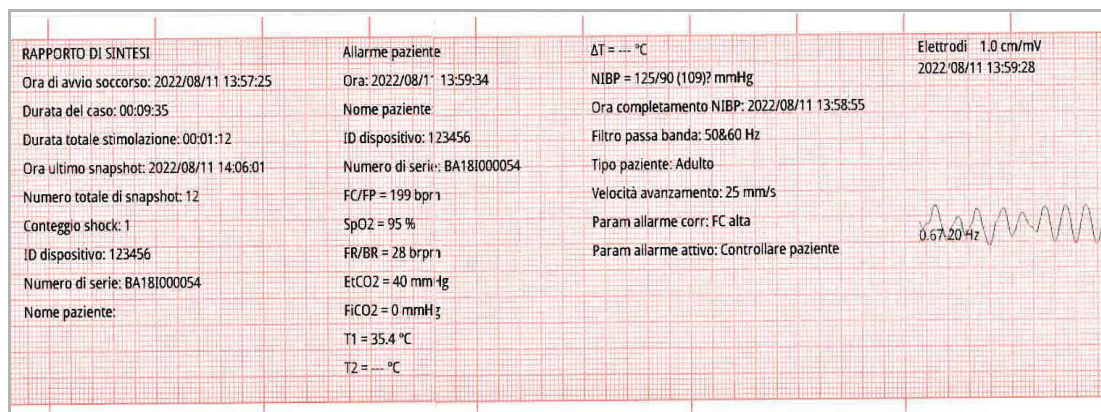 RAPPORTO DI SINTESI
Ora di avvio soccorso: 2022/08/11 13:57:25
Durata del caso: 00:09:35
Durata totale stimolazione: 00:01:12
Ora ultimo snapshot: 2022/08/11 14:06:01
Numero totale di snapshot: 12
Conteggio shock: 1
ID dispositivo: 123456
Numero di serie: BA18I000054
Nome paziente:
Allarme paziente
Ora: 2022/08/11 13:59:34
Nome paziente
ID dispositivo: 123456
Numero di serie: BA18I000054
FC/FP = 199 bpm
SpO2 = 95 %
FR/BR = 28 brpm
EtCO2 = 40 mmHg
FiCO2 = 0 mmHg
T1 = 35.4 °C
T2 = --- °C
ΔT = --- °C
NIBP = 125/90 (109)? mmHg
Ora completamento NIBP: 2022/08/11 13:58:55
Filtro passa banda: 50&60 Hz
Tipo paziente: Adulto
Velocità avanzamento: 25 mm/s
Param allarme corr: FC alta
Param allarme attivo: Controllare paziente
Elettrodi 1.0 cm/mV
2022/08/11 13:59:28
0.67-20 Hz